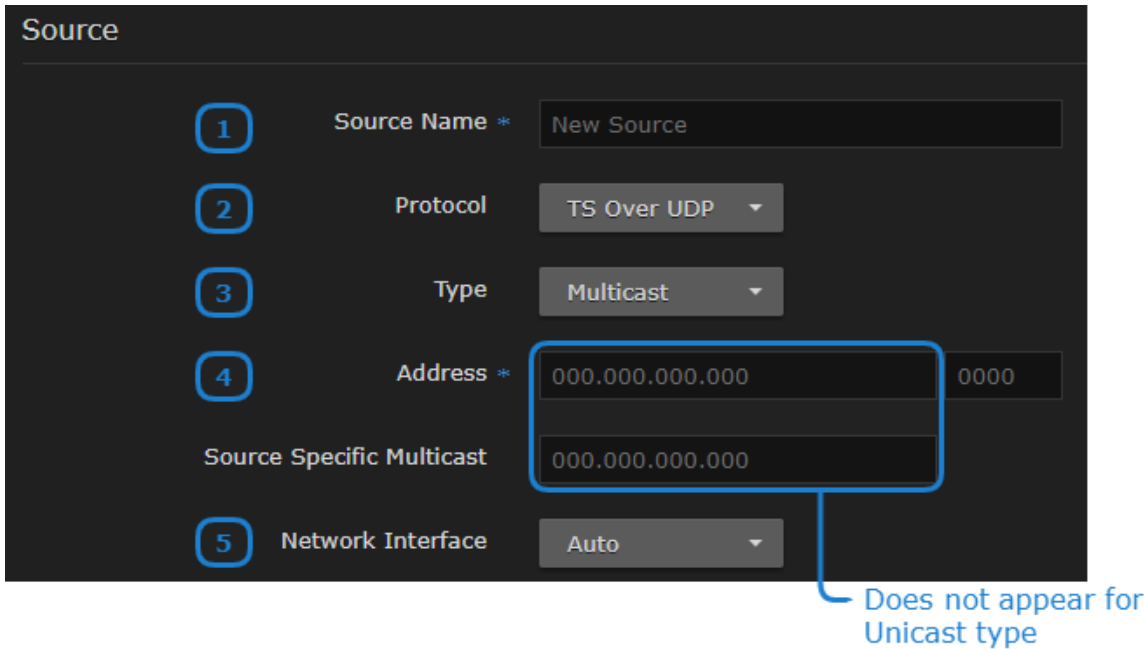 Source
1 Source Name * New Source
2 Protocol TS Over UDP
3 Type Multicast
4 Address * 000.000.000.000 0000
Source Specific Multicast 000.000.000.000
5 Network Interface Auto
Does not appear for
Unicast type